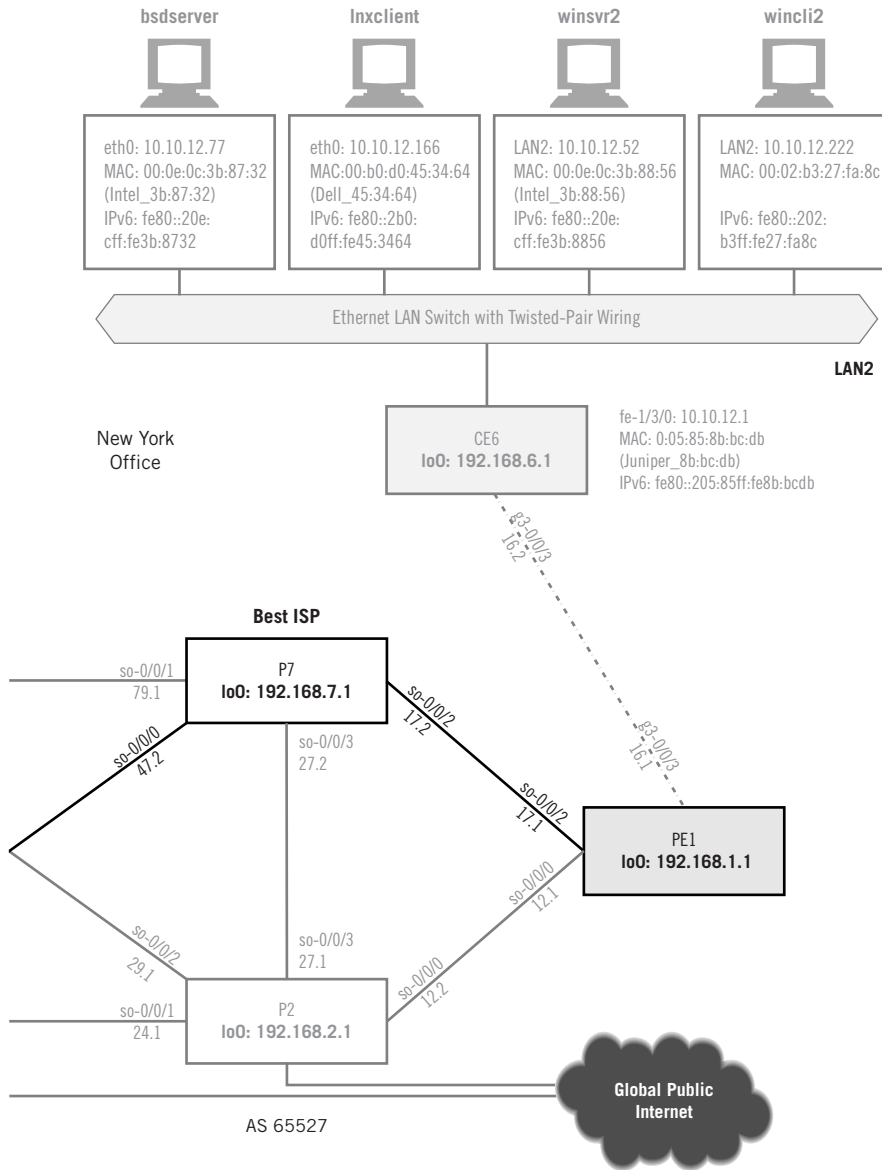 bsdserver
lnxclient
winsvr2
wincli2
eth0: 10.10.12.77
MAC: 00:0e:0c:3b:87:32
(Intel_3b:87:32)
IPv6: fe80::20e:
cff:fe3b:8732
eth0: 10.10.12.166
MAC:00:b0:d0:45:34:64
(Dell_45:34:64)
IPv6: fe80::2b0:
d0ff:fe45:3464
LAN2: 10.10.12.52
MAC: 00:0e:0c:3b:88:56
(Intel_3b:88:56)
IPv6: fe80::20e:
cff:fe3b:8856
LAN2: 10.10.12.222
MAC: 00:02:b3:27:fa:8c
IPv6: fe80::202:
b3ff:fe27:fa8c
Ethernet LAN Switch with Twisted-Pair Wiring
LAN2
New York
Office
CE6
lo0: 192.168.6.1
fe-1/3/0: 10.10.12.1
MAC: 0:05:85:8b:bc:db
(Juniper_8b:bc:db)
IPv6: fe80::205:85ff:fe8b:bcdb
g3-0/0/3
16.2
Best ISP
P7
lo0: 192.168.7.1
so-0/0/1
79.1
so-0/0/0
47.2
so-0/0/3
27.2
so-0/0/2
17.2
g3-0/0/3
16.1
so-0/0/2
17.1
PE1
lo0: 192.168.1.1
so-0/0/0
12.1
so-0/0/2
29.1
so-0/0/3
27.1
so-0/0/0
12.2
so-0/0/1
24.1
P2
lo0: 192.168.2.1
Global Public
Internet
AS 65527